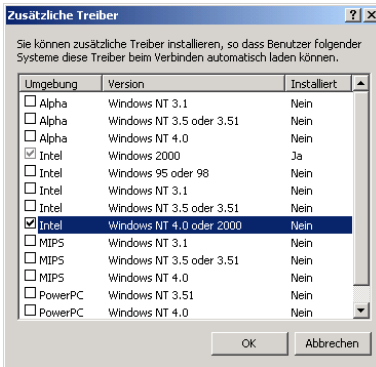 Zusätzliche Treiber
Sie können zusätzliche Treiber installieren, so dass Benutzer folgender
Systeme diese Treiber beim Verbinden automatisch laden können.
Umgebung Version Installiert
Alpha Windows NT 3.1 Nein
Alpha Windows NT 3.5 oder 3.51 Nein
Alpha Windows NT 4.0 Nein
Intel Windows 2000 Ja
Intel Windows 95 oder 98 Nein
Intel Windows NT 3.1 Nein
Intel Windows NT 3.5 oder 3.51 Nein
Intel Windows NT 4.0 oder 2000 Nein
MIPS Windows NT 3.1 Nein
MIPS Windows NT 3.5 oder 3.51 Nein
MIPS Windows NT 4.0 Nein
PowerPC Windows NT 3.51 Nein
PowerPC Windows NT 4.0 Nein
OK Abbrechen